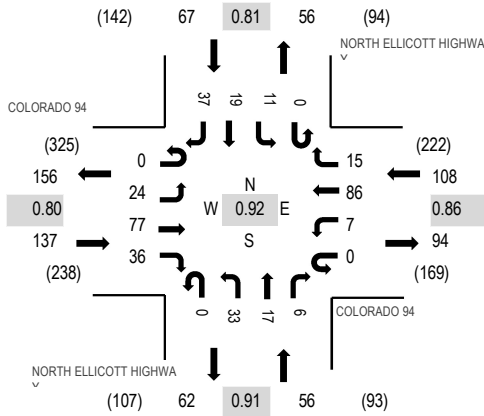 (142) 67 0.81 56 (94)
NORTH ELLICOTT HIGHWA
Y
COLORADO 94
37 19 11 0
(325) (222)
156 0 15 108
24 N 86
0.80 W 0.92 E 0.86
77 S 7
137 36 0 94
(238) (169)
0 33 17 6
COLORADO 94
NORTH ELLICOTT HIGHWA
Y
(107) 62 0.91 56 (93)